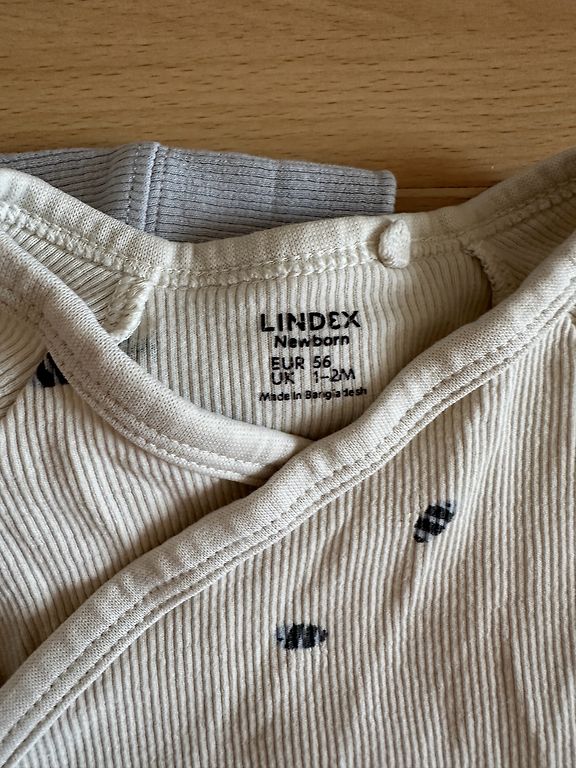 LINDEX
Newborn
EUR 56
UK 1-2M
Made in Bangladesh